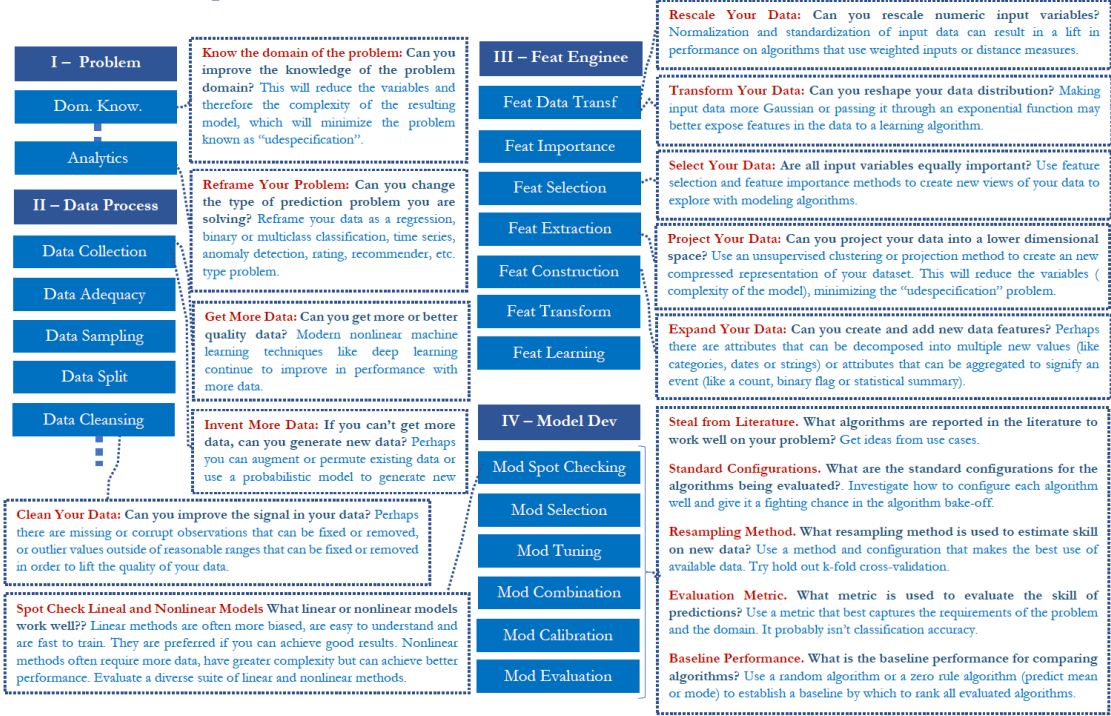 I – Problem
Dom. Know.
Analytics
II – Data Process
Data Collection
Data Adequacy
Data Sampling
Data Split
Data Cleansing
Know the domain of the problem: Can you
improve the knowledge of the problem
domain? This will reduce the variables and
therefore the complexity of the resulting
model, which will minimize the problem
known as “udespecification”.
Reframe Your Problem: Can you change
the type of prediction problem you are
solving? Reframe your data as a regression,
binary or multiclass classification, time series,
anomaly detection, rating, recommender, etc.
type problem.
Get More Data: Can you get more or better
quality data? Modern nonlinear machine
learning techniques like deep learning
continue to improve in performance with
more data.
Invent More Data: If you can’t get more
data, can you generate new data? Perhaps
you can augment or permute existing data or
use a probabilistic model to generate new
Clean Your Data: Can you improve the signal in your data? Perhaps
there are missing or corrupt observations that can be fixed or removed,
or outlier values outside of reasonable ranges that can be fixed or removed
in order to lift the quality of your data.
Spot Check Lineal and Nonlinear Models What linear or nonlinear models
work well?? Linear methods are often more biased, are easy to understand and
are fast to train. They are preferred if you can achieve good results. Nonlinear
methods often require more data, have greater complexity but can achieve better
performance. Evaluate a diverse suite of linear and nonlinear methods.
III – Feat Enginee
Feat Data Transf
Feat Importance
Feat Selection
Feat Extraction
Feat Construction
Feat Transform
Feat Learning
IV – Model Dev
Mod Spot Checking
Mod Selection
Mod Tuning
Mod Combination
Mod Calibration
Mod Evaluation
Rescale Your Data: Can you rescale numeric input variables?
Normalization and standardization of input data can result in a lift in
performance on algorithms that use weighted inputs or distance measures.
Transform Your Data: Can you reshape your data distribution? Making
input data more Gaussian or passing it through an exponential function may
better expose features in the data to a learning algorithm.
Select Your Data: Are all input variables equally important? Use feature
selection and feature importance methods to create new views of your data to
explore with modeling algorithms.
Project Your Data: Can you project your data into a lower dimensional
space? Use an unsupervised clustering or projection method to create an new
compressed representation of your dataset. This will reduce the variables (
complexity of the model), minimizing the “udespecification” problem.
Expand Your Data: Can you create and add new data features? Perhaps
there are attributes that can be decomposed into multiple new values (like
categories, dates or strings) or attributes that can be aggregated to signify an
event (like a count, binary flag or statistical summary).
Steal from Literature. What algorithms are reported in the literature to
work well on your problem? Get ideas from use cases.
Standard Configurations. What are the standard configurations for the
algorithms being evaluated?. Investigate how to configure each algorithm
well and give it a fighting chance in the algorithm bake-off.
Resampling Method. What resampling method is used to estimate skill
on new data? Use a method and configuration that makes the best use of
available data. Try hold out k-fold cross-validation.
Evaluation Metric. What metric is used to evaluate the skill of
predictions? Use a metric that best captures the requirements of the problem
and the domain. It probably isn’t classification accuracy.
Baseline Performance. What is the baseline performance for comparing
algorithms? Use a random algorithm or a zero rule algorithm (predict mean
or mode) to establish a baseline by which to rank all evaluated algorithms.